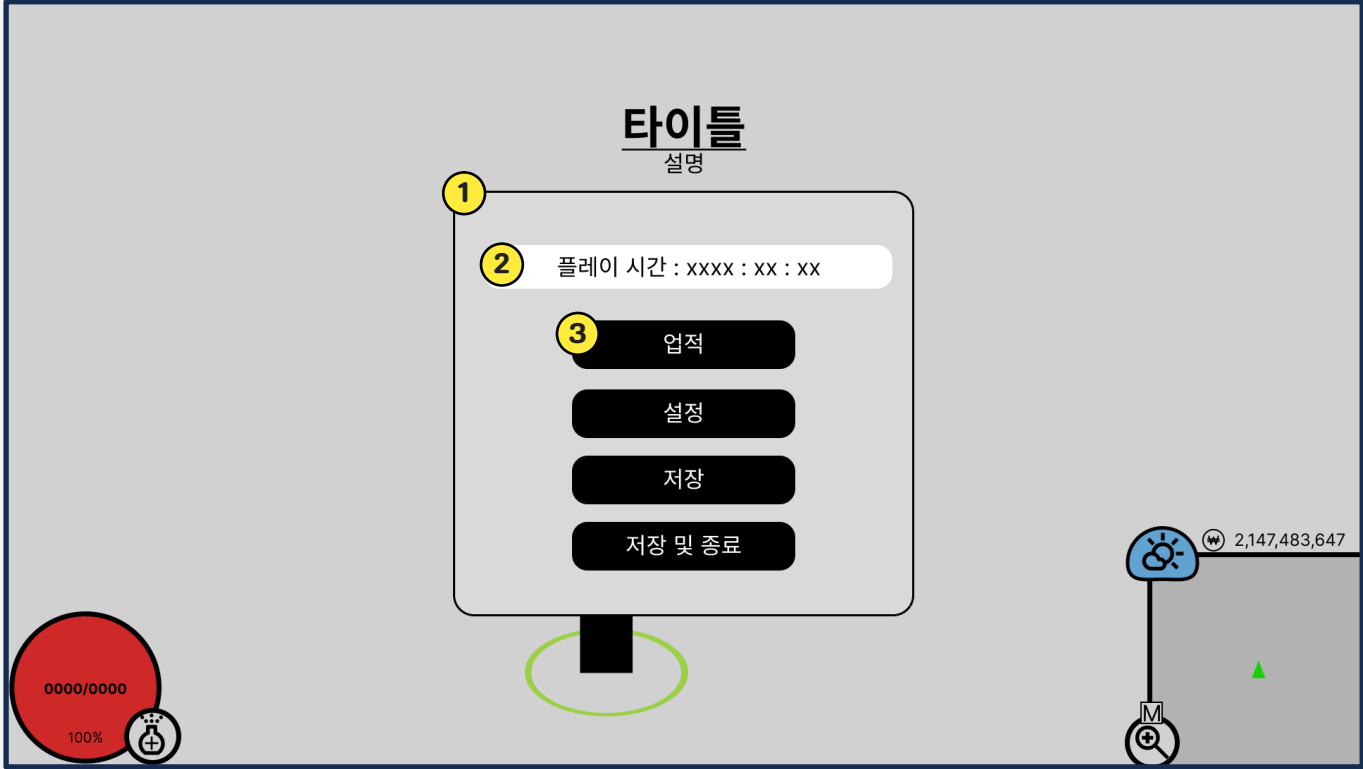 타이틀
설명
1
2
플레이 시간 : xxxx : xx : xx
3
업적
설정
저장
저장 및 종료
₩ 2,147,483,647
0000/0000
100%
M